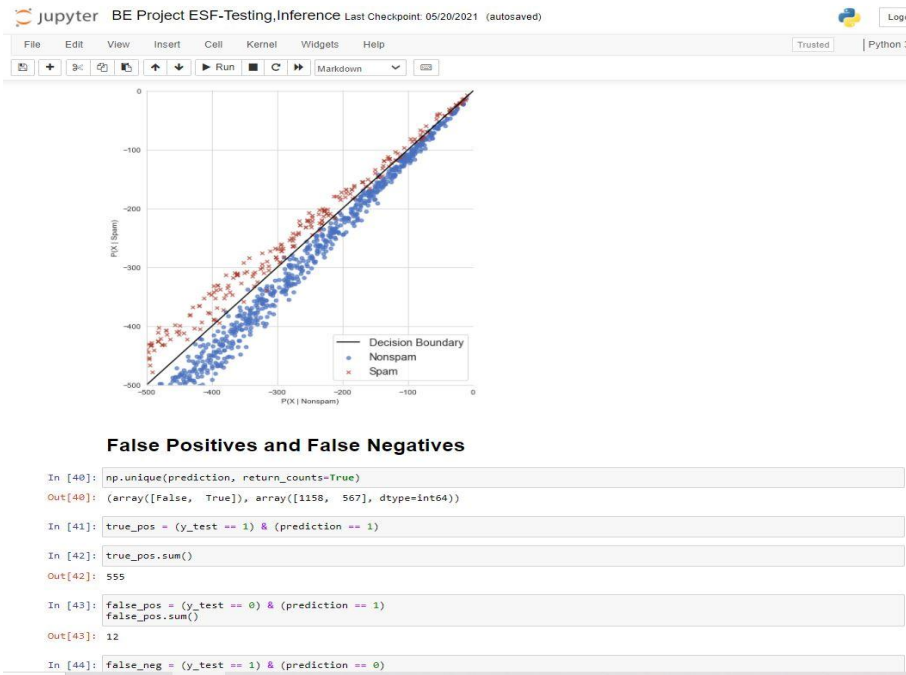 jupyter BE Project ESF-Testing,Inference Last Checkpoint: 05/20/2021 (autosaved)
File Edit View Insert Cell Kernel Widgets Help Trusted Python
Run Markdown
0
−100
−200
−300
−400
−500
P(X | Spam)
−500 −400 −300 −200 −100 0
P(X | Nonspam)
Decision Boundary
Nonspam
Spam
False Positives and False Negatives
In [40]: np.unique(prediction, return_counts=True)
Out[40]: (array([False, True]), array([1158, 567], dtype=int64))
In [41]: true_pos = (y_test == 1) & (prediction == 1)
In [42]: true_pos.sum()
Out[42]: 555
In [43]: false_pos = (y_test == 0) & (prediction == 1)
false_pos.sum()
Out[43]: 12
In [44]: false_neg = (y_test == 1) & (prediction == 0)